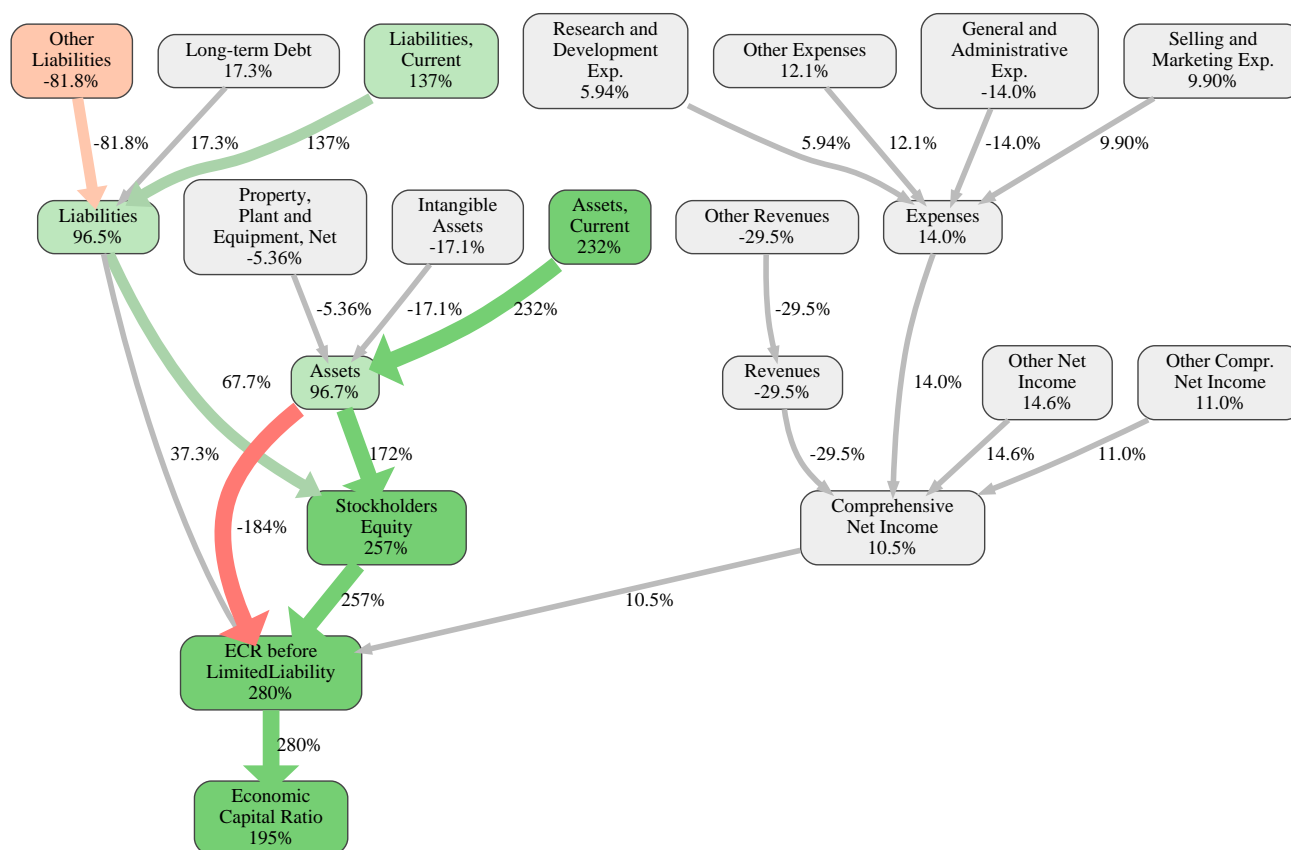 Other
Liabilities
-81.8%
Long-term Debt
17.3%
Liabilities,
Current
137%
Research and
Development
Exp.
5.94%
Other Expenses
12.1%
General and
Administrative
Exp.
-14.0%
Selling and
Marketing Exp.
9.90%
-81.8%
17.3%
137%
5.94%
12.1%
-14.0%
9.90%
Liabilities
96.5%
Property,
Plant and
Equipment, Net
-5.36%
Intangible
Assets
-17.1%
Assets,
Current
232%
Other Revenues
-29.5%
Expenses
14.0%
-5.36%
-17.1%
232%
-29.5%
67.7%
Assets
96.7%
Revenues
-29.5%
14.0%
Other Net
Income
14.6%
Other Compr.
Net Income
11.0%
37.3%
172%
-29.5%
14.6%
11.0%
-184%
Stockholders
Equity
257%
Comprehensive
Net Income
10.5%
257%
10.5%
ECR before
LimitedLiability
280%
280%
Economic
Capital Ratio
195%